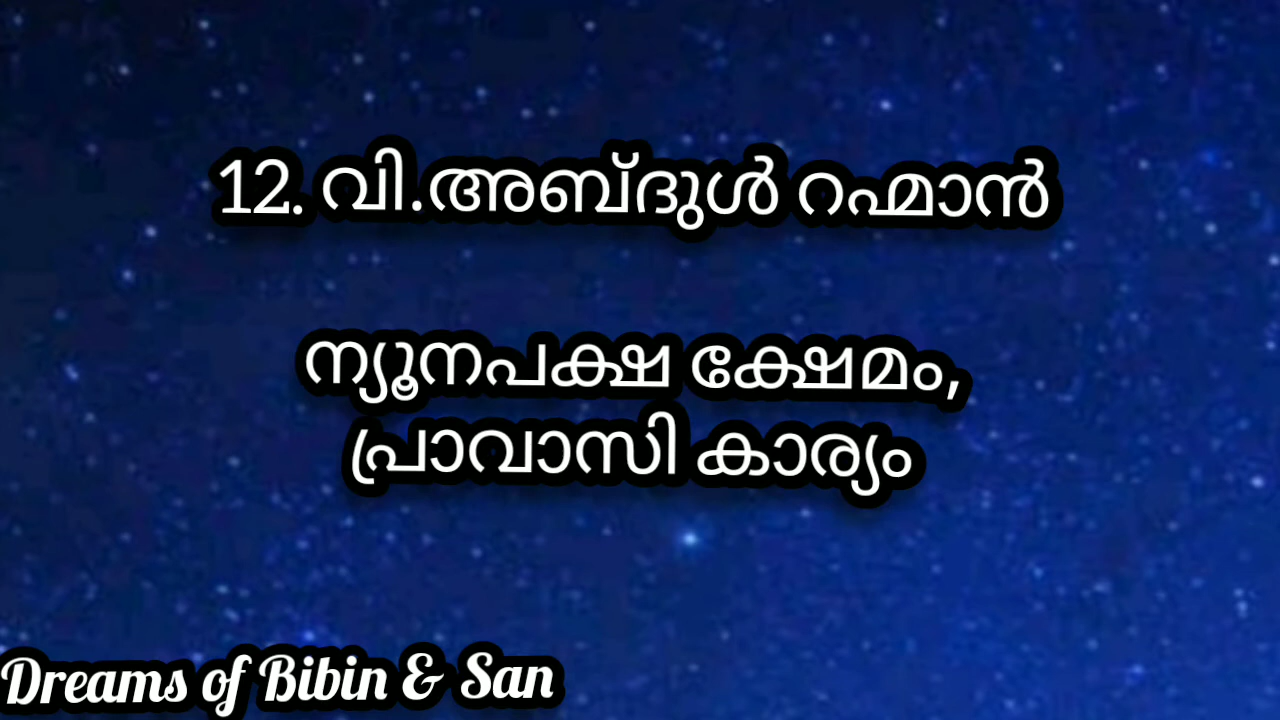 12. വി.അബ്ദുൾ റഹ്മാൻ
ന്യൂനപക്ഷ ക്ഷേമം,
പ്രാവാസി കാര്യം
Dreams of Bibin & San